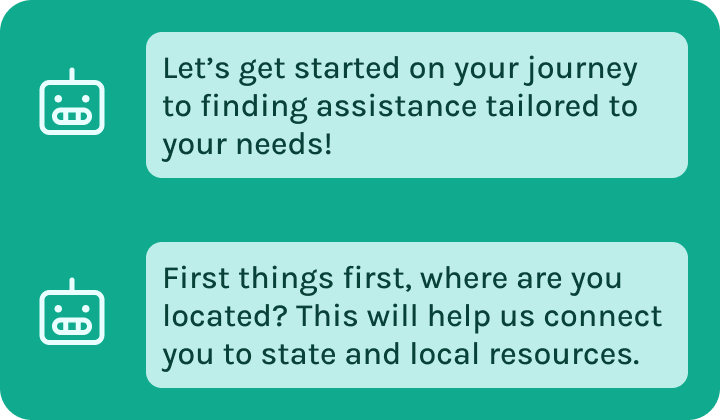 Let’s get started on your journey
to finding assistance tailored to
your needs!
First things first, where are you
located? This will help us connect
you to state and local resources.